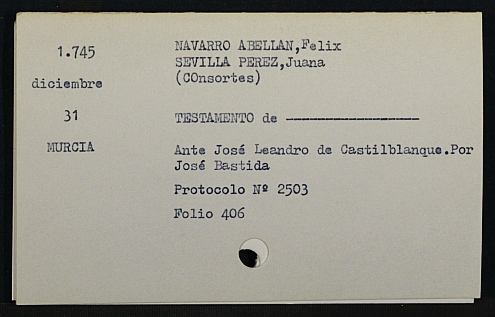 1.745
NAVARRO ABELLAN,Felix
SEVILLA PEREZ,Juana
(COnsortes)
diciembre
31
TESTAMENTO de --------------------
MURCIA
Ante José Leandro de Castilblanque.Por
José Bastida
Protocolo Nº 2503
Folio 406